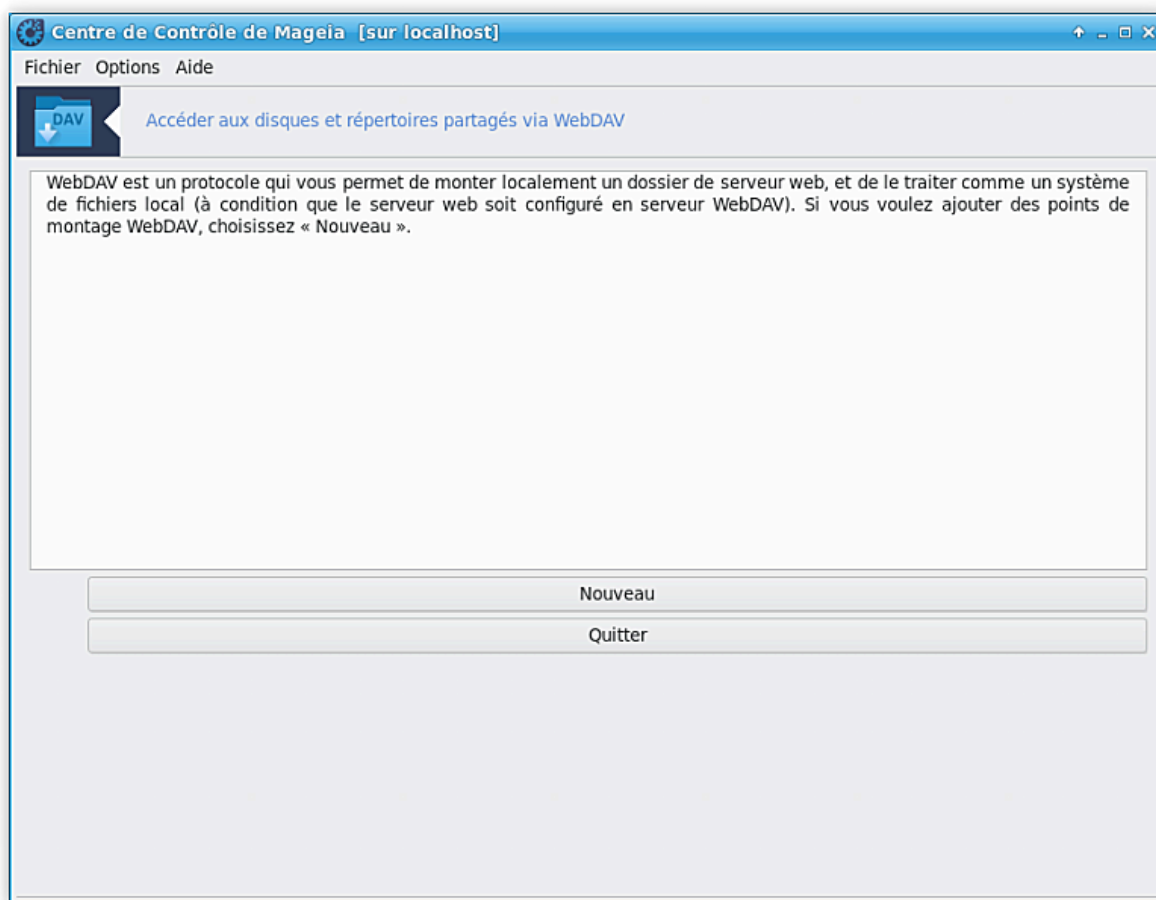 Centre de Contrôle de Mageia [sur localhost]
Fichier Options Aide
DAV
Accéder aux disques et répertoires partagés via WebDAV
WebDAV est un protocole qui vous permet de monter localement un dossier de serveur web, et de le traiter comme un système
de fichiers local (à condition que le serveur web soit configuré en serveur WebDAV). Si vous voulez ajouter des points de
montage WebDAV, choisissez « Nouveau ».
Nouveau
Quitter